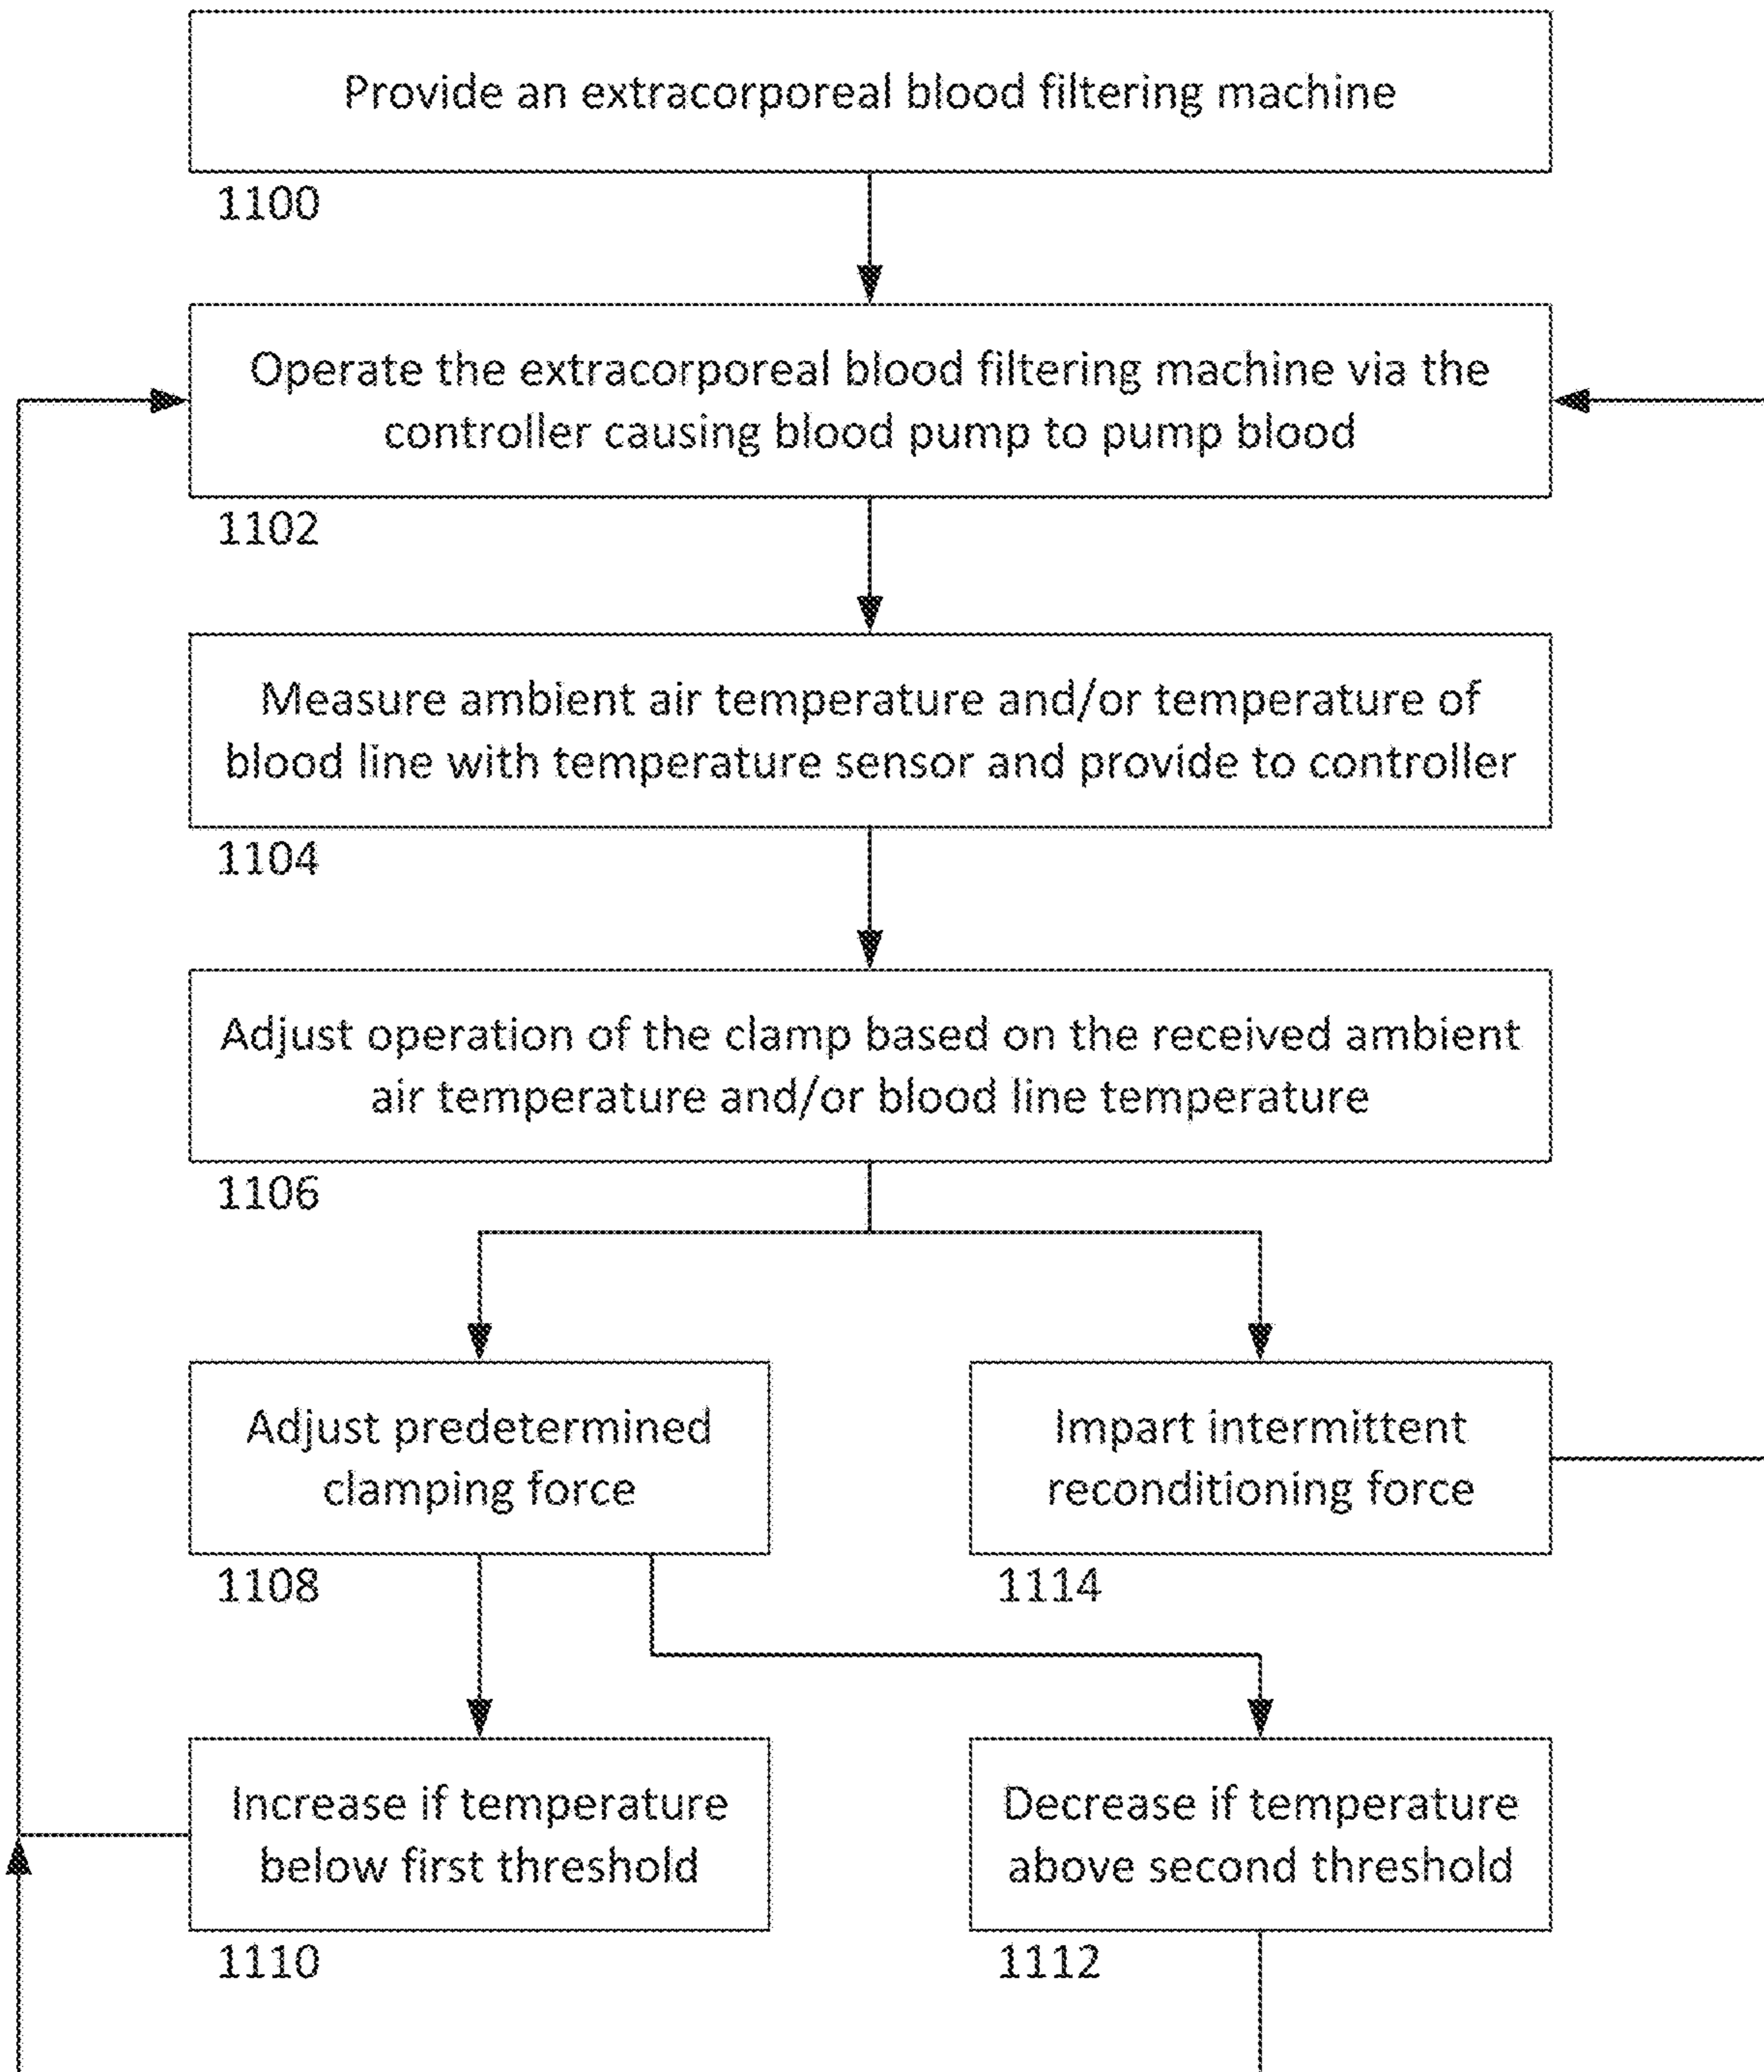 Provide an extracorporeal blood filtering machine
1100
Operate the extracorporeal blood filtering machine via the
controller causing blood pump to pump blood
1102
Measure ambient air temperature and/or temperature of
blood line with temperature sensor and provide to controller
1104
Adjust operation of the clamp based on the received ambient
air temperature and/or blood line temperature
1106
Adjust predetermined
clamping force
1108
Impart intermittent
reconditioning force
1114
Increase if temperature
below first threshold
1110
Decrease if temperature
above second threshold
1112